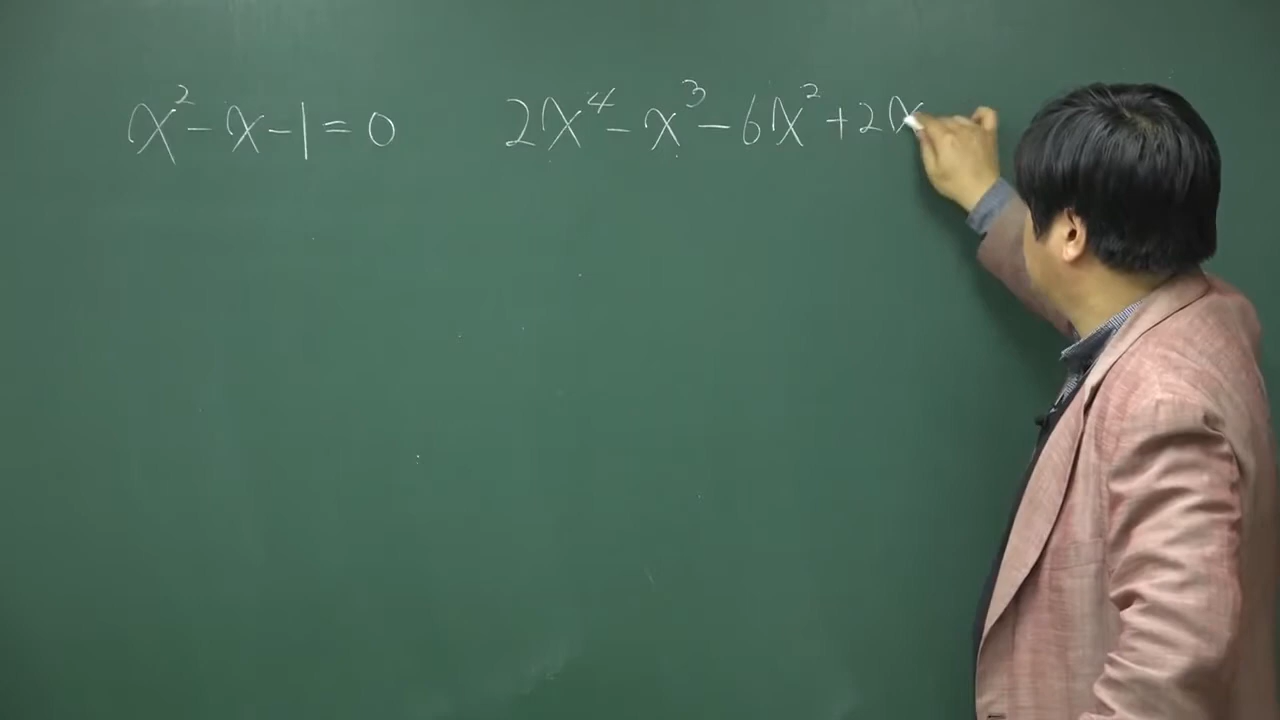 x² - x - 1 = 0    2x⁴ - x³ - 6x² + 2x